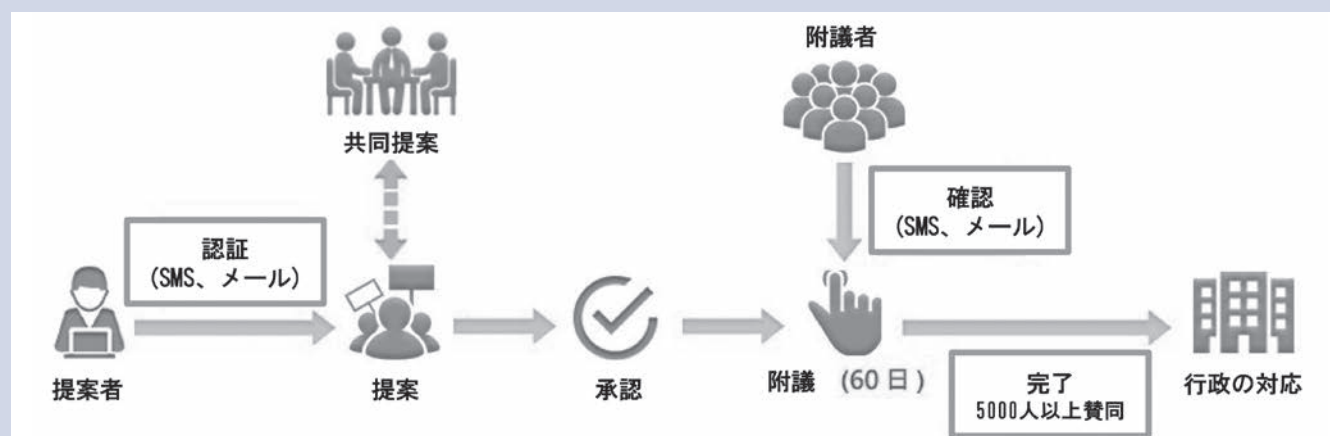 附議者
共同提案
確認
(SMS、メール)
認証
(SMS、メール)
提案者
提案
承認
附議 (60日)
完了
5000人以上賛同
行政の対応